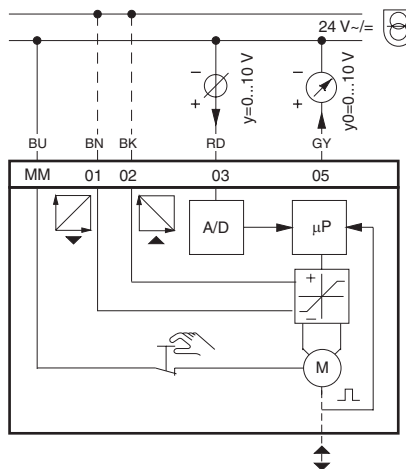 24 V~/=
y=0...10 V
y0=0...10 V
– –
+ +
BU BN BK RD GY
MM 01 02 03 05
A/D µP
+
–
M